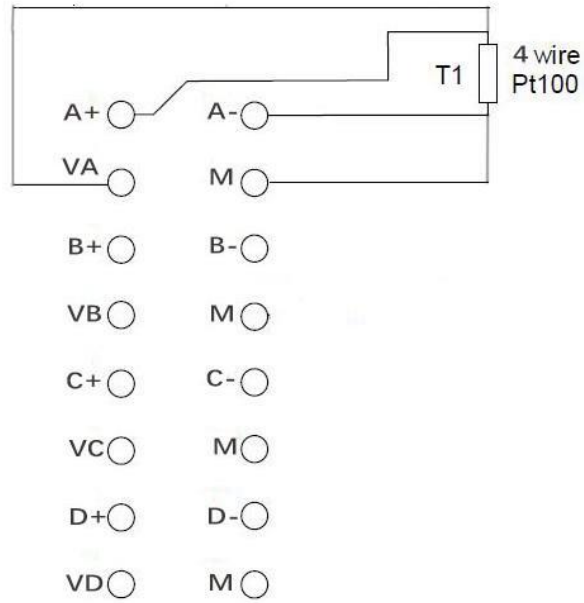 4 wire
T1 Pt100
A+ A-
VA M
B+ B-
VB M
C+ C-
VC M
D+ D-
VD M